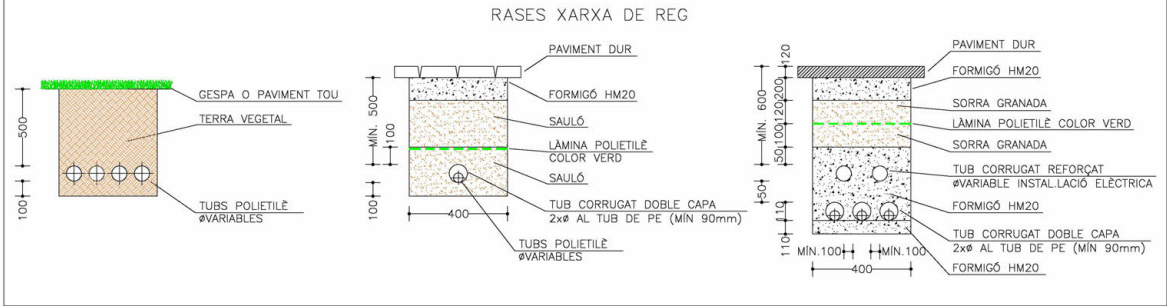 RASES XARXA DE REG
GESPA O PAVIMENT TOU
TERRA VEGETAL
500
100
TUBS POLIETILÈ
øVARIABLES
PAVIMENT DUR
FORMIGÓ HM20
SAULÓ
LÀMINA POLIETILÈ
COLOR VERD
SAULÓ
MÍN. 500
100
100
400
TUB CORRUGAT DOBLE CAPA
2xø AL TUB DE PE (MÍN 90mm)
TUBS POLIETILÈ
øVARIABLES
PAVIMENT DUR
FORMIGÓ HM20
SORRA GRANADA
LÀMINA POLIETILÈ COLOR VERD
SORRA GRANADA
TUB CORRUGAT REFORÇAT
øVARIABLE INSTAL.LACIÓ ELÈCTRICA
FORMIGÓ HM20
TUB CORRUGAT DOBLE CAPA
2xø AL TUB DE PE (MÍN 90mm)
FORMIGÓ HM20
MÍN. 600
120
200
120
100
50
50
110
110
MÍN.100
MÍN.100
400